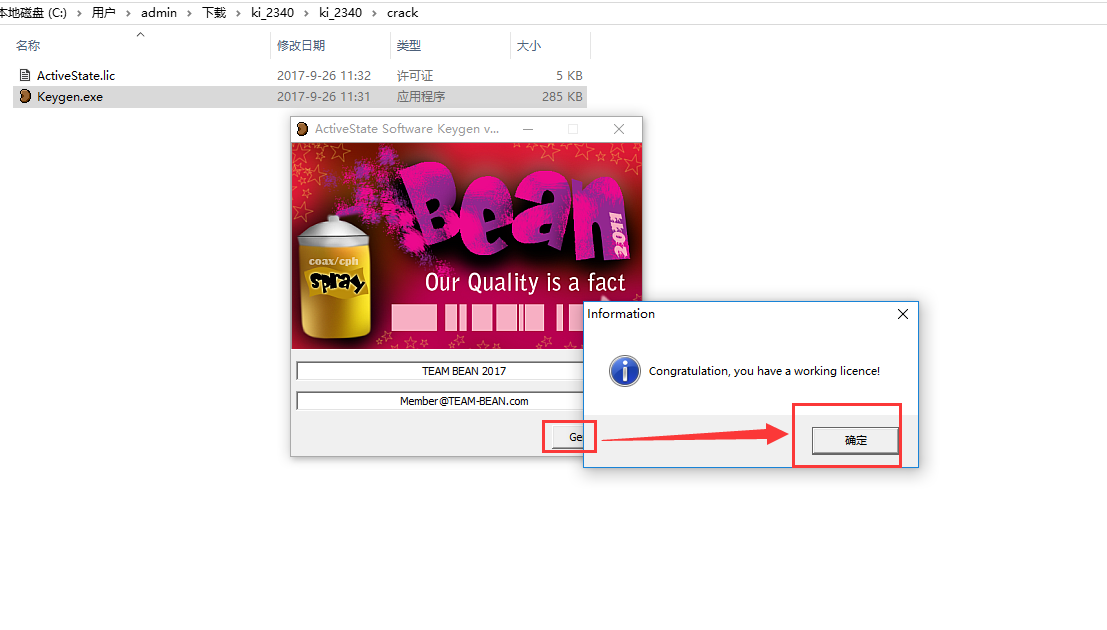 本地磁盘 (C:) › 用户 › admin › 下载 › ki_2340 › ki_2340 › crack
名称 修改日期 类型 大小
ActiveState.lic 2017-9-26 11:32 许可证 5 KB
Keygen.exe 2017-9-26 11:31 应用程序 285 KB
ActiveState Software Keygen v...
Bean
2011
coax/cph
spray
Our Quality is a fact
TEAM BEAN 2017
Member@TEAM-BEAN.com
Ge
Information
Congratulation, you have a working licence!
确定